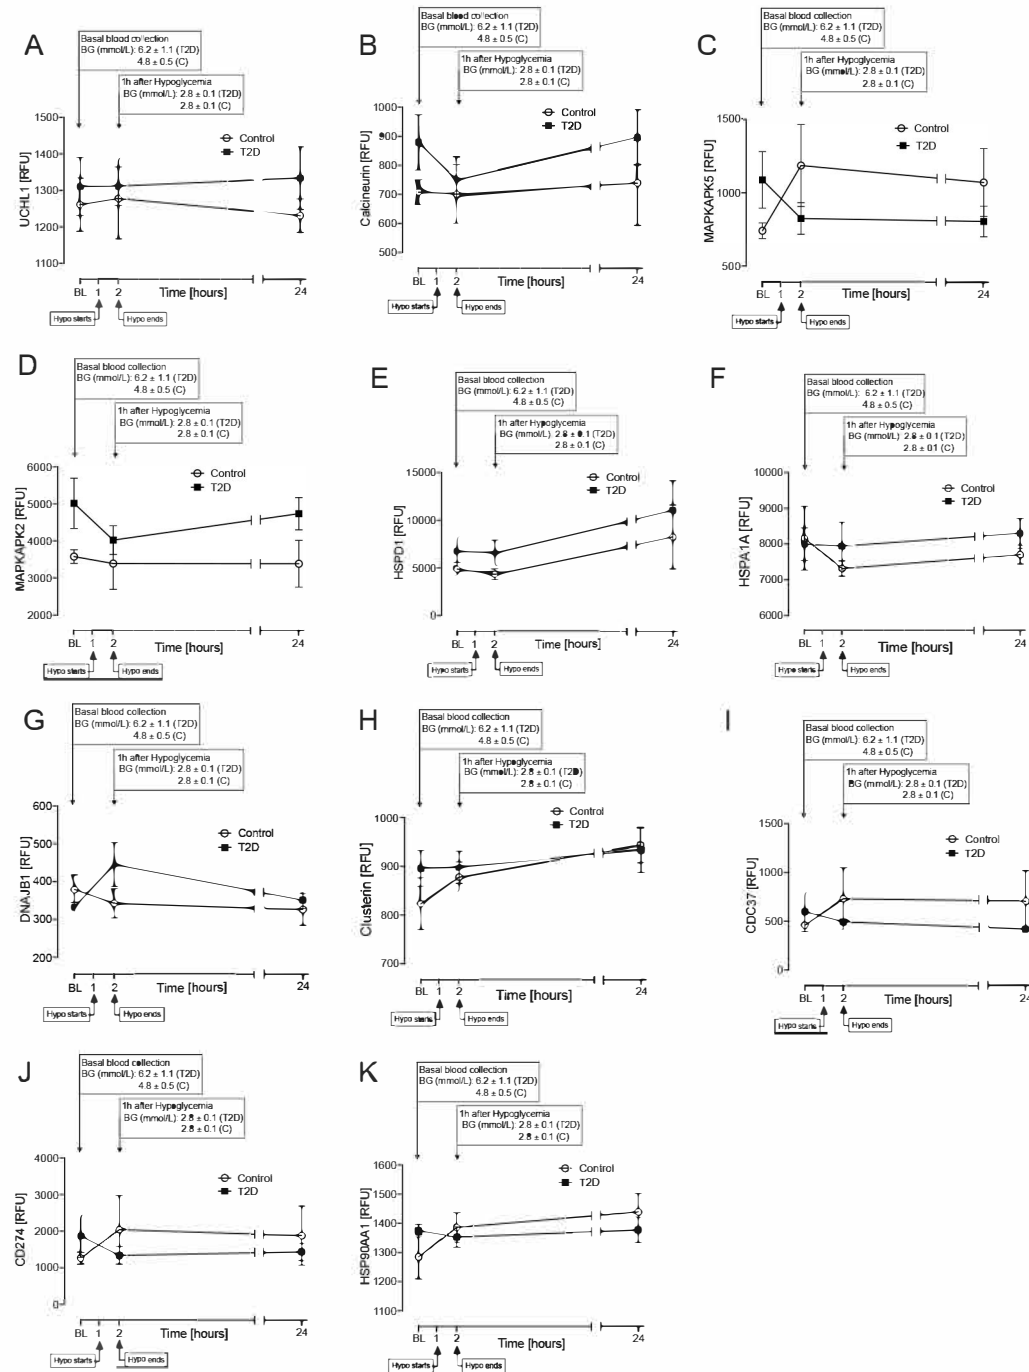 A
Basal blood collection
BG (mmol/L): 6.2 ± 1.1 (T2D)
4.8 ± 0.5 (C)
1h after Hypoglycemia
BG (mmol/L): 2.8 ± 0.1 (T2D)
2.8 ± 0.1 (C)
1500
1400
1300
1200
1100
UCHL1 [RFU]
Control
T2D
BL 1 2 Time [hours] 24
Hypo starts
Hypo ends
B
Basal blood collection
BG (mmol/L): 6.2 ± 1.1 (T2D)
4.8 ± 0.5 (C)
1h after Hypoglycemia
BG (mmol/L): 2.8 ± 0.1 (T2D)
2.8 ± 0.1 (C)
1000
900
800
700
600
500
Calcineurin [RFU]
Control
T2D
BL 1 2 Time [hours] 24
Hypo starts
Hypo ends
C
Basal blood collection
BG (mmol/L): 6.2 ± 1.1 (T2D)
4.8 ± 0.5 (C)
1h after Hypoglycemia
BG (mmol/L): 2.8 ± 0.1 (T2D)
2.8 ± 0.1 (C)
1500
1000
500
MAPKAPK5 [RFU]
Control
T2D
BL 1 2 Time [hours] 24
Hypo starts
Hypo ends
D
Basal blood collection
BG (mmol/L): 6.2 ± 1.1 (T2D)
4.8 ± 0.5 (C)
1h after Hypoglycemia
BG (mmol/L): 2.8 ± 0.1 (T2D)
2.8 ± 0.1 (C)
6000
5000
4000
3000
2000
MAPKAPK2 [RFU]
Control
T2D
BL 1 2 Time [hours] 24
Hypo starts
Hypo ends
E
Basal blood collection
BG (mmol/L): 6.2 ± 1.1 (T2D)
4.8 ± 0.5 (C)
1h after Hypoglycemia
BG (mmol/L): 2.8 ± 0.1 (T2D)
2.8 ± 0.1 (C)
15000
10000
5000
0
HSPD1 [RFU]
Control
T2D
BL 1 2 Time [hours] 24
Hypo starts
Hypo ends
F
Basal blood collection
BG (mmol/L): 6.2 ± 1.1 (T2D)
4.8 ± 0.5 (C)
1h after Hypoglycemia
BG (mmol/L): 2.8 ± 0.1 (T2D)
2.8 ± 0.1 (C)
10000
9000
8000
7000
6000
HSPA1A [RFU]
Control
T2D
BL 1 2 Time [hours] 24
Hypo starts
Hypo ends
G
Basal blood collection
BG (mmol/L): 6.2 ± 1.1 (T2D)
4.8 ± 0.5 (C)
1h after Hypoglycemia
BG (mmol/L): 2.8 ± 0.1 (T2D)
2.8 ± 0.1 (C)
600
500
400
300
200
DNAJB1 [RFU]
Control
T2D
BL 1 2 Time [hours] 24
Hypo starts
Hypo ends
H
Basal blood collection
BG (mmol/L): 6.2 ± 1.1 (T2D)
4.8 ± 0.5 (C)
1h after Hypoglycemia
BG (mmol/L): 2.8 ± 0.1 (T2D)
2.8 ± 0.1 (C)
1000
900
800
700
Clusterin [RFU]
Control
T2D
BL 1 2 Time [hours] 24
Hypo starts
Hypo ends
I
Basal blood collection
BG (mmol/L): 6.2 ± 1.1 (T2D)
4.8 ± 0.5 (C)
1h after Hypoglycemia
BG (mmol/L): 2.8 ± 0.1 (T2D)
2.8 ± 0.1 (C)
1500
1000
500
0
CDC37 [RFU]
Control
T2D
BL 1 2 Time [hours] 24
Hypo starts
Hypo ends
J
Basal blood collection
BG (mmol/L): 6.2 ± 1.1 (T2D)
4.8 ± 0.5 (C)
1h after Hypoglycemia
BG (mmol/L): 2.8 ± 0.1 (T2D)
2.8 ± 0.1 (C)
4000
3000
2000
1000
0
CD274 [RFU]
Control
T2D
BL 1 2 Time [hours] 24
Hypo starts
Hypo ends
K
Basal blood collection
BG (mmol/L): 6.2 ± 1.1 (T2D)
4.8 ± 0.5 (C)
1h after Hypoglycemia
BG (mmol/L): 2.8 ± 0.1 (T2D)
2.8 ± 0.1 (C)
1600
1500
1400
1300
1200
1100
HSP90AA1 [RFU]
Control
T2D
BL 1 2 Time [hours] 24
Hypo starts
Hypo ends